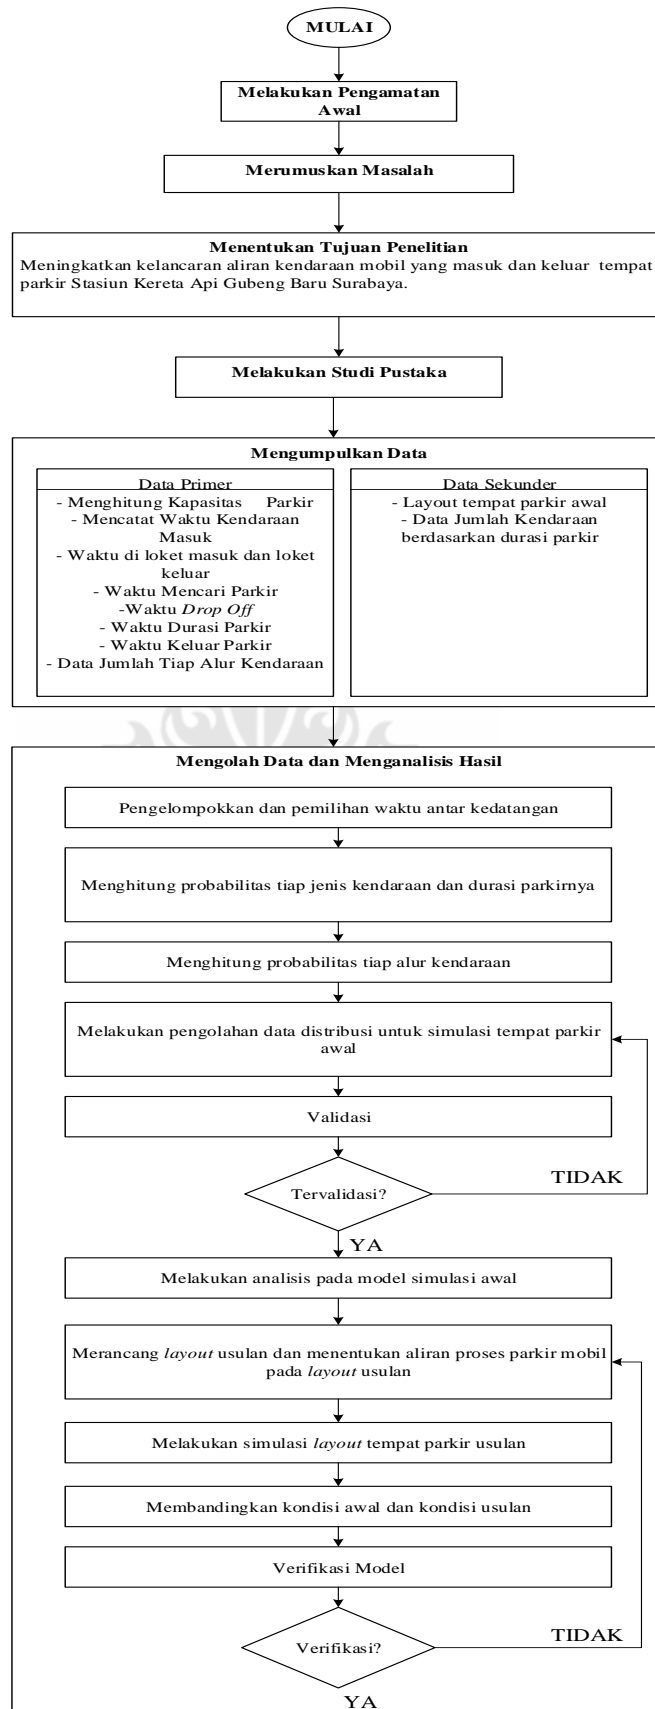 MULAI
Melakukan Pengamatan
Awal
Merumuskan Masalah
Menentukan Tujuan Penelitian
Meningkatkan kelancaran aliran kendaraan mobil yang masuk dan keluar tempat
parkir Stasiun Kereta Api Gubeng Baru Surabaya.
Melakukan Studi Pustaka
Mengumpulkan Data
Data Primer
- Menghitung Kapasitas Parkir
- Mencatat Waktu Kendaraan
Masuk
- Waktu di loket masuk dan loket
keluar
- Waktu Mencari Parkir
-Waktu Drop Off
- Waktu Durasi Parkir
- Waktu Keluar Parkir
- Data Jumlah Tiap Alur Kendaraan
Data Sekunder
- Layout tempat parkir awal
- Data Jumlah Kendaraan
berdasarkan durasi parkir
Mengolah Data dan Menganalisis Hasil
Pengelompokkan dan pemilihan waktu antar kedatangan
Menghitung probabilitas tiap jenis kendaraan dan durasi parkirnya
Menghitung probabilitas tiap alur kendaraan
Melakukan pengolahan data distribusi untuk simulasi tempat parkir
awal
Validasi
Tervalidasi?
TIDAK
YA
Melakukan analisis pada model simulasi awal
Merancang layout usulan dan menentukan aliran proses parkir mobil
pada layout usulan
Melakukan simulasi layout tempat parkir usulan
Membandingkan kondisi awal dan kondisi usulan
Verifikasi Model
Verifikasi?
TIDAK
YA